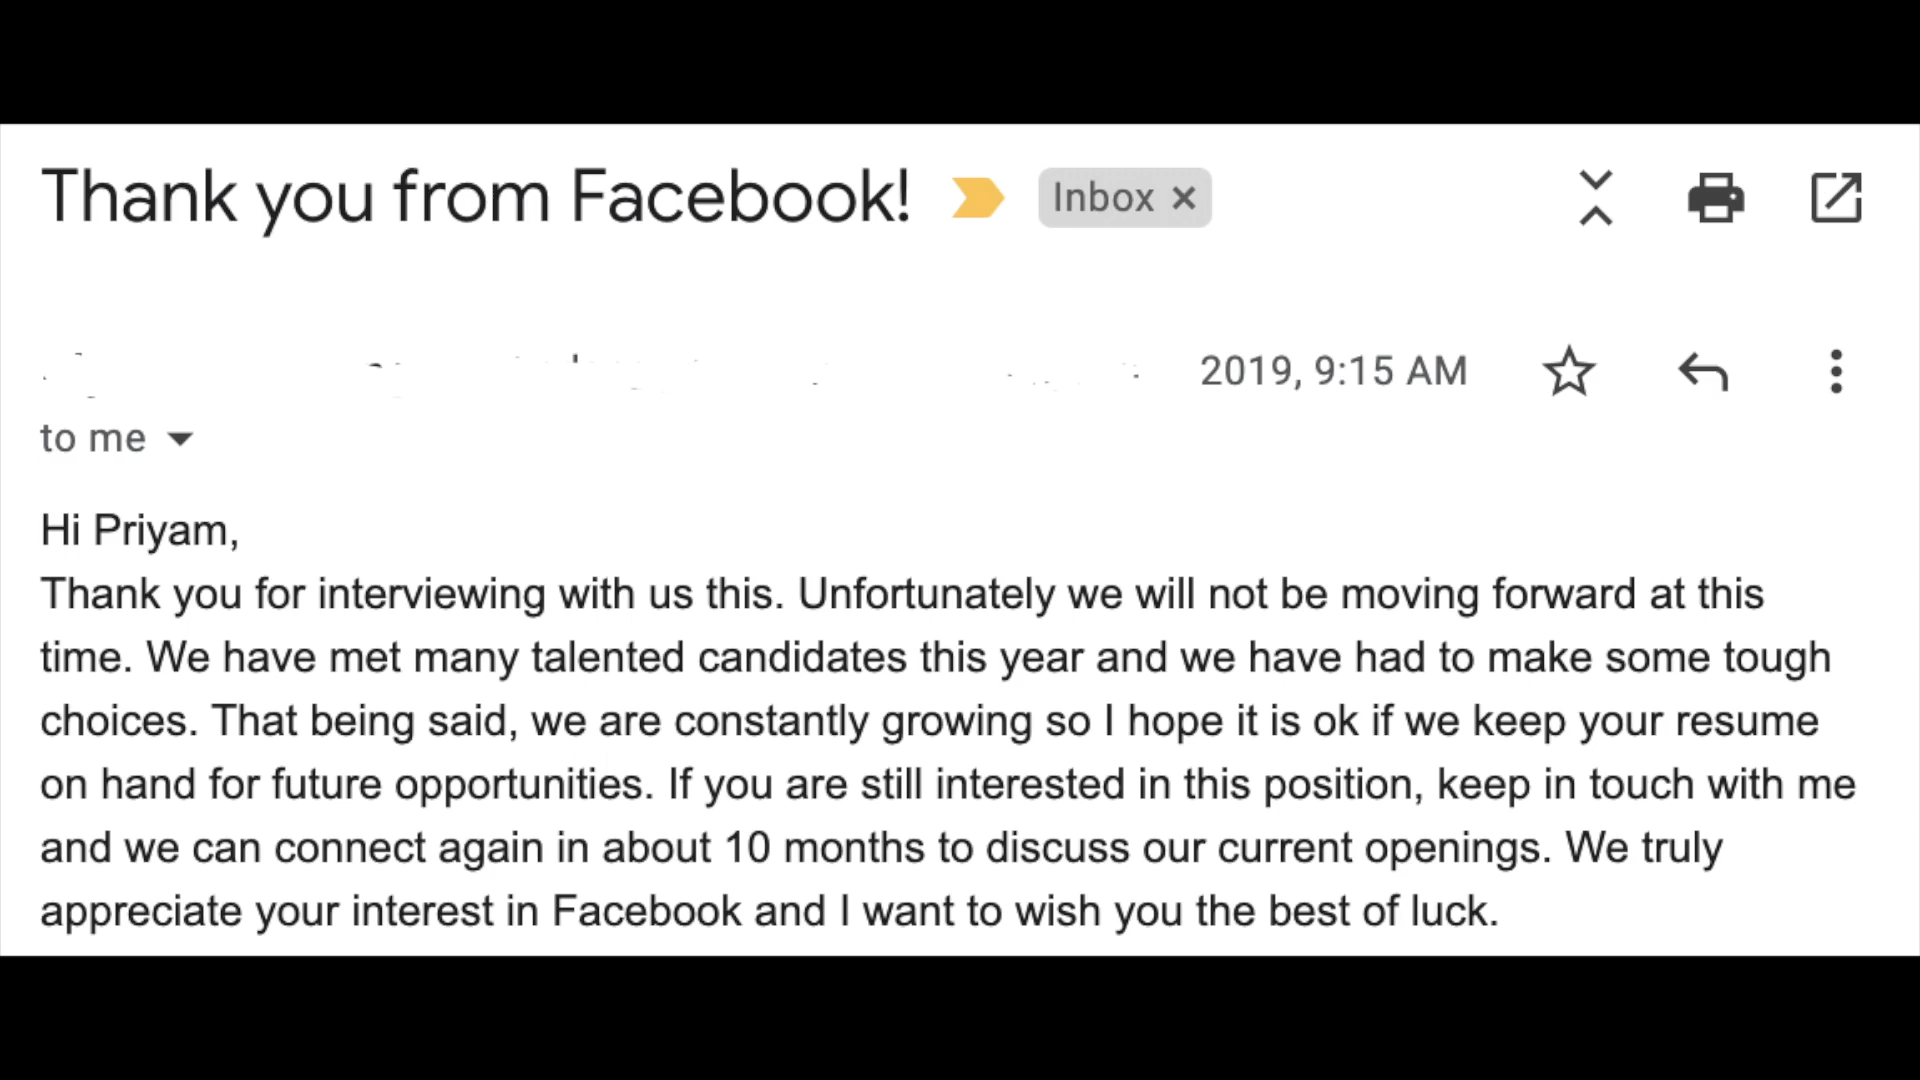 Thank you from Facebook! Inbox
2019, 9:15 AM
to me
Hi Priyam,
Thank you for interviewing with us this. Unfortunately we will not be moving forward at this
time. We have met many talented candidates this year and we have had to make some tough
choices. That being said, we are constantly growing so I hope it is ok if we keep your resume
on hand for future opportunities. If you are still interested in this position, keep in touch with me
and we can connect again in about 10 months to discuss our current openings. We truly
appreciate your interest in Facebook and I want to wish you the best of luck.